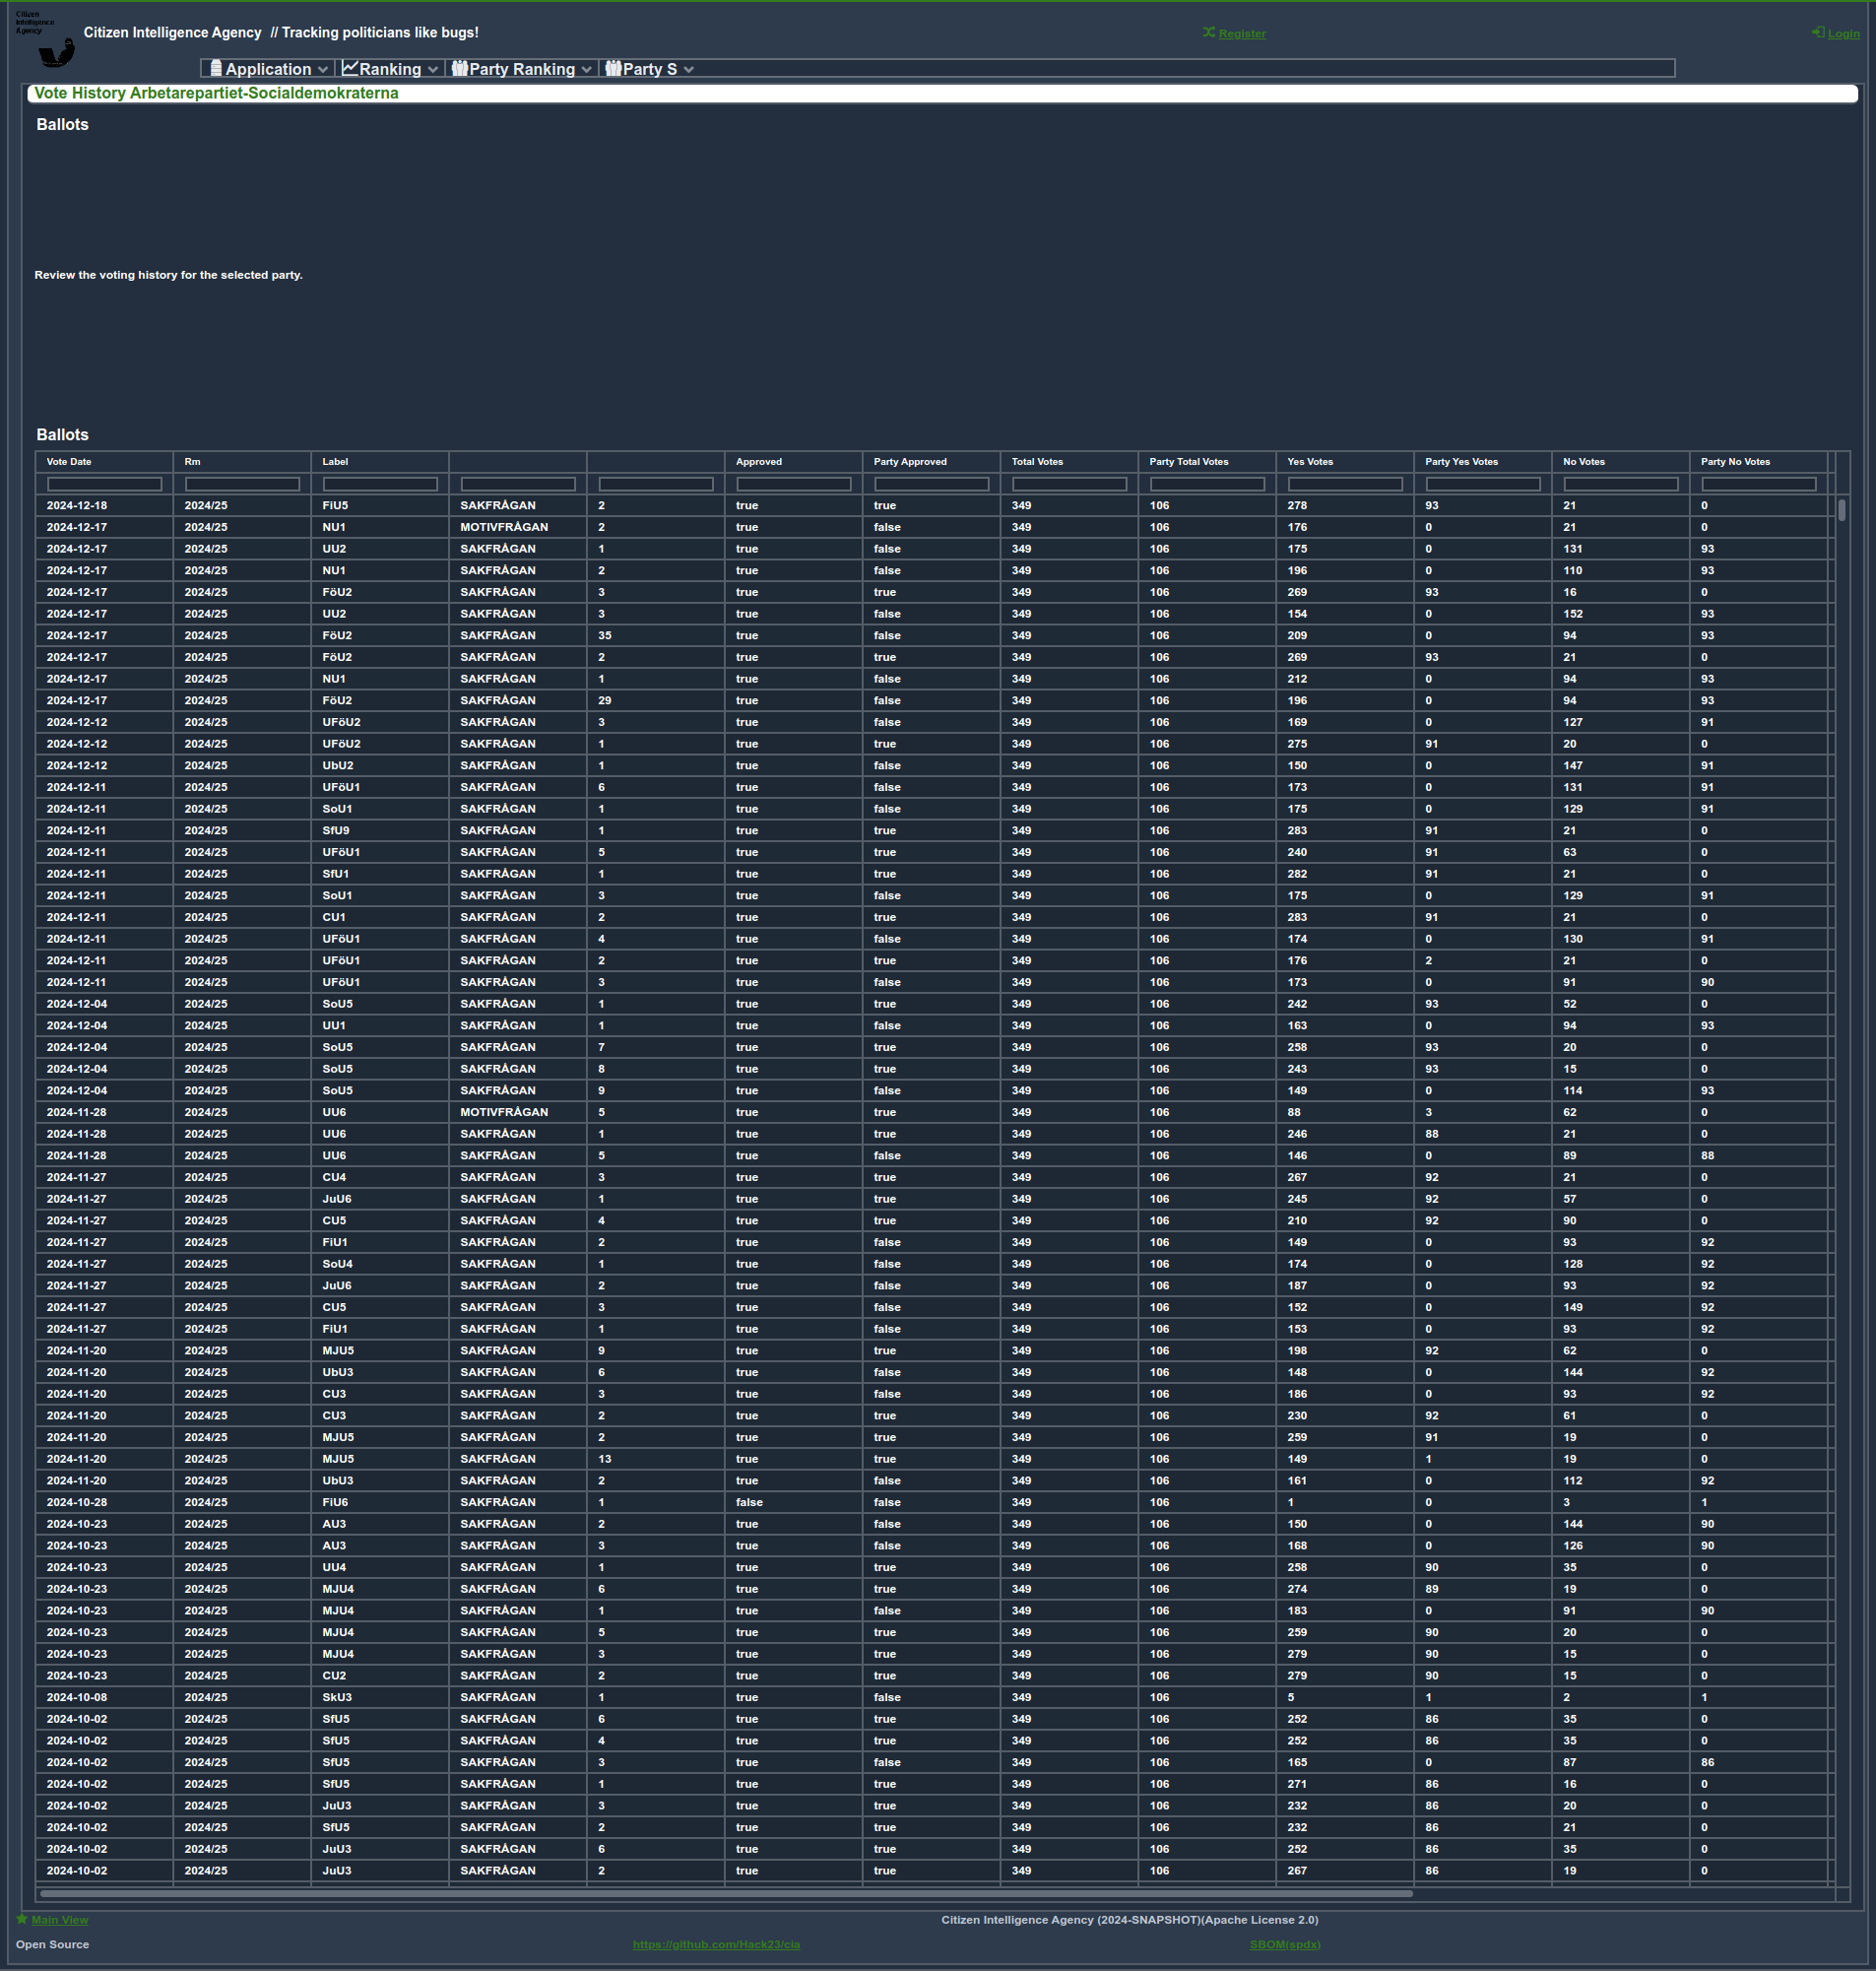 Citizen
Intelligence
Agency
Citizen Intelligence Agency // Tracking politicians like bugs!
Register
Login
Application Ranking Party Ranking Party S
Vote History Arbetarepartiet-Socialdemokraterna
Ballots
Review the voting history for the selected party.
Ballots
Vote Date Rm Label Approved Party Approved Total Votes Party Total Votes Yes Votes Party Yes Votes No Votes Party No Votes
2024-12-18 2024/25 FiU5 SAKFRÅGAN 2 true true 349 106 278 93 21 0
2024-12-17 2024/25 NU1 MOTIVFRÅGAN 2 true false 349 106 176 0 21 0
2024-12-17 2024/25 UU2 SAKFRÅGAN 1 true false 349 106 175 0 131 93
2024-12-17 2024/25 NU1 SAKFRÅGAN 2 true false 349 106 196 0 110 93
2024-12-17 2024/25 FöU2 SAKFRÅGAN 3 true true 349 106 269 93 16 0
2024-12-17 2024/25 UU2 SAKFRÅGAN 3 true false 349 106 154 0 152 93
2024-12-17 2024/25 FöU2 SAKFRÅGAN 35 true false 349 106 209 0 94 93
2024-12-17 2024/25 FöU2 SAKFRÅGAN 2 true true 349 106 269 93 21 0
2024-12-17 2024/25 NU1 SAKFRÅGAN 1 true false 349 106 212 0 94 93
2024-12-17 2024/25 FöU2 SAKFRÅGAN 29 true false 349 106 196 0 94 93
2024-12-12 2024/25 UFöU2 SAKFRÅGAN 3 true false 349 106 169 0 127 91
2024-12-12 2024/25 UFöU2 SAKFRÅGAN 1 true true 349 106 275 91 20 0
2024-12-12 2024/25 UbU2 SAKFRÅGAN 1 true false 349 106 150 0 147 91
2024-12-11 2024/25 UFöU1 SAKFRÅGAN 6 true false 349 106 173 0 131 91
2024-12-11 2024/25 SoU1 SAKFRÅGAN 1 true false 349 106 175 0 129 91
2024-12-11 2024/25 SfU9 SAKFRÅGAN 1 true true 349 106 283 91 21 0
2024-12-11 2024/25 UFöU1 SAKFRÅGAN 5 true true 349 106 240 91 63 0
2024-12-11 2024/25 SfU1 SAKFRÅGAN 1 true true 349 106 282 91 21 0
2024-12-11 2024/25 SoU1 SAKFRÅGAN 3 true false 349 106 175 0 129 91
2024-12-11 2024/25 CU1 SAKFRÅGAN 2 true true 349 106 283 91 21 0
2024-12-11 2024/25 UFöU1 SAKFRÅGAN 4 true false 349 106 174 0 130 91
2024-12-11 2024/25 UFöU1 SAKFRÅGAN 2 true true 349 106 176 2 21 0
2024-12-11 2024/25 UFöU1 SAKFRÅGAN 3 true false 349 106 173 0 91 90
2024-12-04 2024/25 SoU5 SAKFRÅGAN 1 true true 349 106 242 93 52 0
2024-12-04 2024/25 UU1 SAKFRÅGAN 1 true false 349 106 163 0 94 93
2024-12-04 2024/25 SoU5 SAKFRÅGAN 7 true true 349 106 258 93 20 0
2024-12-04 2024/25 SoU5 SAKFRÅGAN 8 true true 349 106 243 93 15 0
2024-12-04 2024/25 SoU5 SAKFRÅGAN 9 true false 349 106 149 0 114 93
2024-11-28 2024/25 UU6 MOTIVFRÅGAN 5 true true 349 106 88 3 62 0
2024-11-28 2024/25 UU6 SAKFRÅGAN 1 true true 349 106 246 88 21 0
2024-11-28 2024/25 UU6 SAKFRÅGAN 5 true false 349 106 146 0 89 88
2024-11-27 2024/25 CU4 SAKFRÅGAN 3 true true 349 106 267 92 21 0
2024-11-27 2024/25 JuU6 SAKFRÅGAN 1 true true 349 106 245 92 57 0
2024-11-27 2024/25 CU5 SAKFRÅGAN 4 true true 349 106 210 92 90 0
2024-11-27 2024/25 FiU1 SAKFRÅGAN 2 true false 349 106 149 0 93 92
2024-11-27 2024/25 SoU4 SAKFRÅGAN 1 true false 349 106 174 0 128 92
2024-11-27 2024/25 JuU6 SAKFRÅGAN 2 true false 349 106 187 0 93 92
2024-11-27 2024/25 CU5 SAKFRÅGAN 3 true false 349 106 152 0 149 92
2024-11-27 2024/25 FiU1 SAKFRÅGAN 1 true false 349 106 153 0 93 92
2024-11-20 2024/25 MJU5 SAKFRÅGAN 9 true true 349 106 198 92 62 0
2024-11-20 2024/25 UbU3 SAKFRÅGAN 6 true false 349 106 148 0 144 92
2024-11-20 2024/25 CU3 SAKFRÅGAN 3 true false 349 106 186 0 93 92
2024-11-20 2024/25 CU3 SAKFRÅGAN 2 true true 349 106 230 92 61 0
2024-11-20 2024/25 MJU5 SAKFRÅGAN 2 true true 349 106 259 91 19 0
2024-11-20 2024/25 MJU5 SAKFRÅGAN 13 true true 349 106 149 1 19 0
2024-11-20 2024/25 UbU3 SAKFRÅGAN 2 true false 349 106 161 0 112 92
2024-10-28 2024/25 FiU6 SAKFRÅGAN 1 false false 349 106 1 0 3 1
2024-10-23 2024/25 AU3 SAKFRÅGAN 2 true false 349 106 150 0 144 90
2024-10-23 2024/25 AU3 SAKFRÅGAN 3 true false 349 106 168 0 126 90
2024-10-23 2024/25 UU4 SAKFRÅGAN 1 true true 349 106 258 90 35 0
2024-10-23 2024/25 MJU4 SAKFRÅGAN 6 true true 349 106 274 89 19 0
2024-10-23 2024/25 MJU4 SAKFRÅGAN 1 true false 349 106 183 0 91 90
2024-10-23 2024/25 MJU4 SAKFRÅGAN 5 true true 349 106 259 90 20 0
2024-10-23 2024/25 MJU4 SAKFRÅGAN 3 true true 349 106 279 90 15 0
2024-10-23 2024/25 CU2 SAKFRÅGAN 2 true true 349 106 279 90 15 0
2024-10-08 2024/25 SkU3 SAKFRÅGAN 1 true false 349 106 5 1 2 1
2024-10-02 2024/25 SfU5 SAKFRÅGAN 6 true true 349 106 252 86 35 0
2024-10-02 2024/25 SfU5 SAKFRÅGAN 4 true true 349 106 252 86 35 0
2024-10-02 2024/25 SfU5 SAKFRÅGAN 3 true false 349 106 165 0 87 86
2024-10-02 2024/25 SfU5 SAKFRÅGAN 1 true true 349 106 271 86 16 0
2024-10-02 2024/25 JuU3 SAKFRÅGAN 3 true true 349 106 232 86 20 0
2024-10-02 2024/25 SfU5 SAKFRÅGAN 2 true true 349 106 232 86 21 0
2024-10-02 2024/25 JuU3 SAKFRÅGAN 6 true true 349 106 252 86 35 0
2024-10-02 2024/25 JuU3 SAKFRÅGAN 2 true true 349 106 267 86 19 0
Main View
Citizen Intelligence Agency (2024-SNAPSHOT)(Apache License 2.0)
Open Source
https://github.com/Hack23/cia
SBOM(spdx)